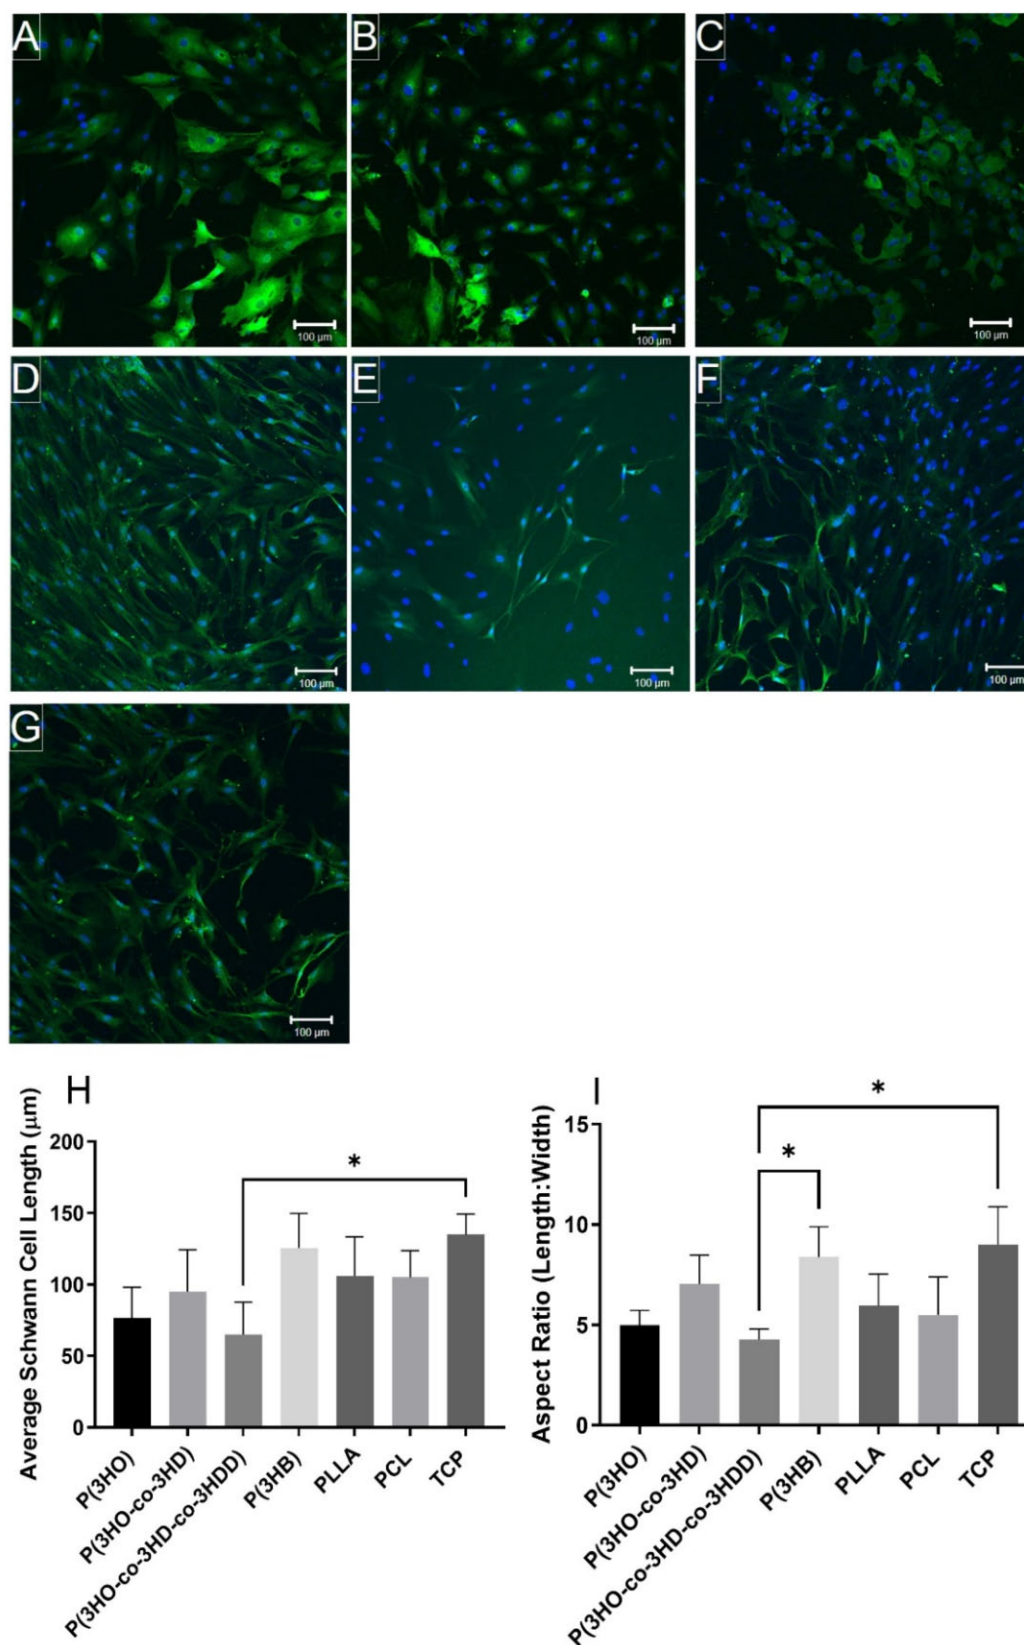 A
B
C
100 µm
100 µm
100 µm
D
E
F
100 µm
100 µm
100 µm
G
100 µm
H
Average Schwann Cell Length (µm)
200
150
100
50
0
*
P(3HO)
P(3HO-co-3HD)
P(3HO-co-3HD-co-3HDD)
P(3HB)
PLLA
PCL
TCP
I
Aspect Ratio (Length:Width)
15
10
5
0
*
*
P(3HO)
P(3HO-co-3HD)
P(3HO-co-3HD-co-3HDD)
P(3HB)
PLLA
PCL
TCP